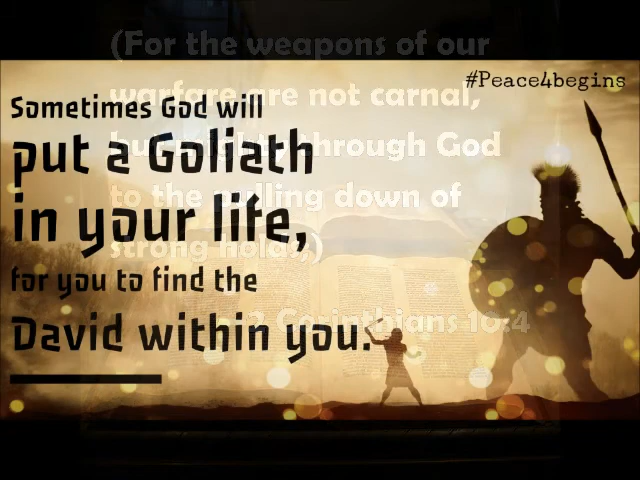 (For the weapons of our
warfare are not carnal,
through God
to the pulling down of
strong holds,)
2 Corinthians 10:4
#Peace4begins
Sometimes God will
put a Goliath
in your life,
for you to find the
David within you.